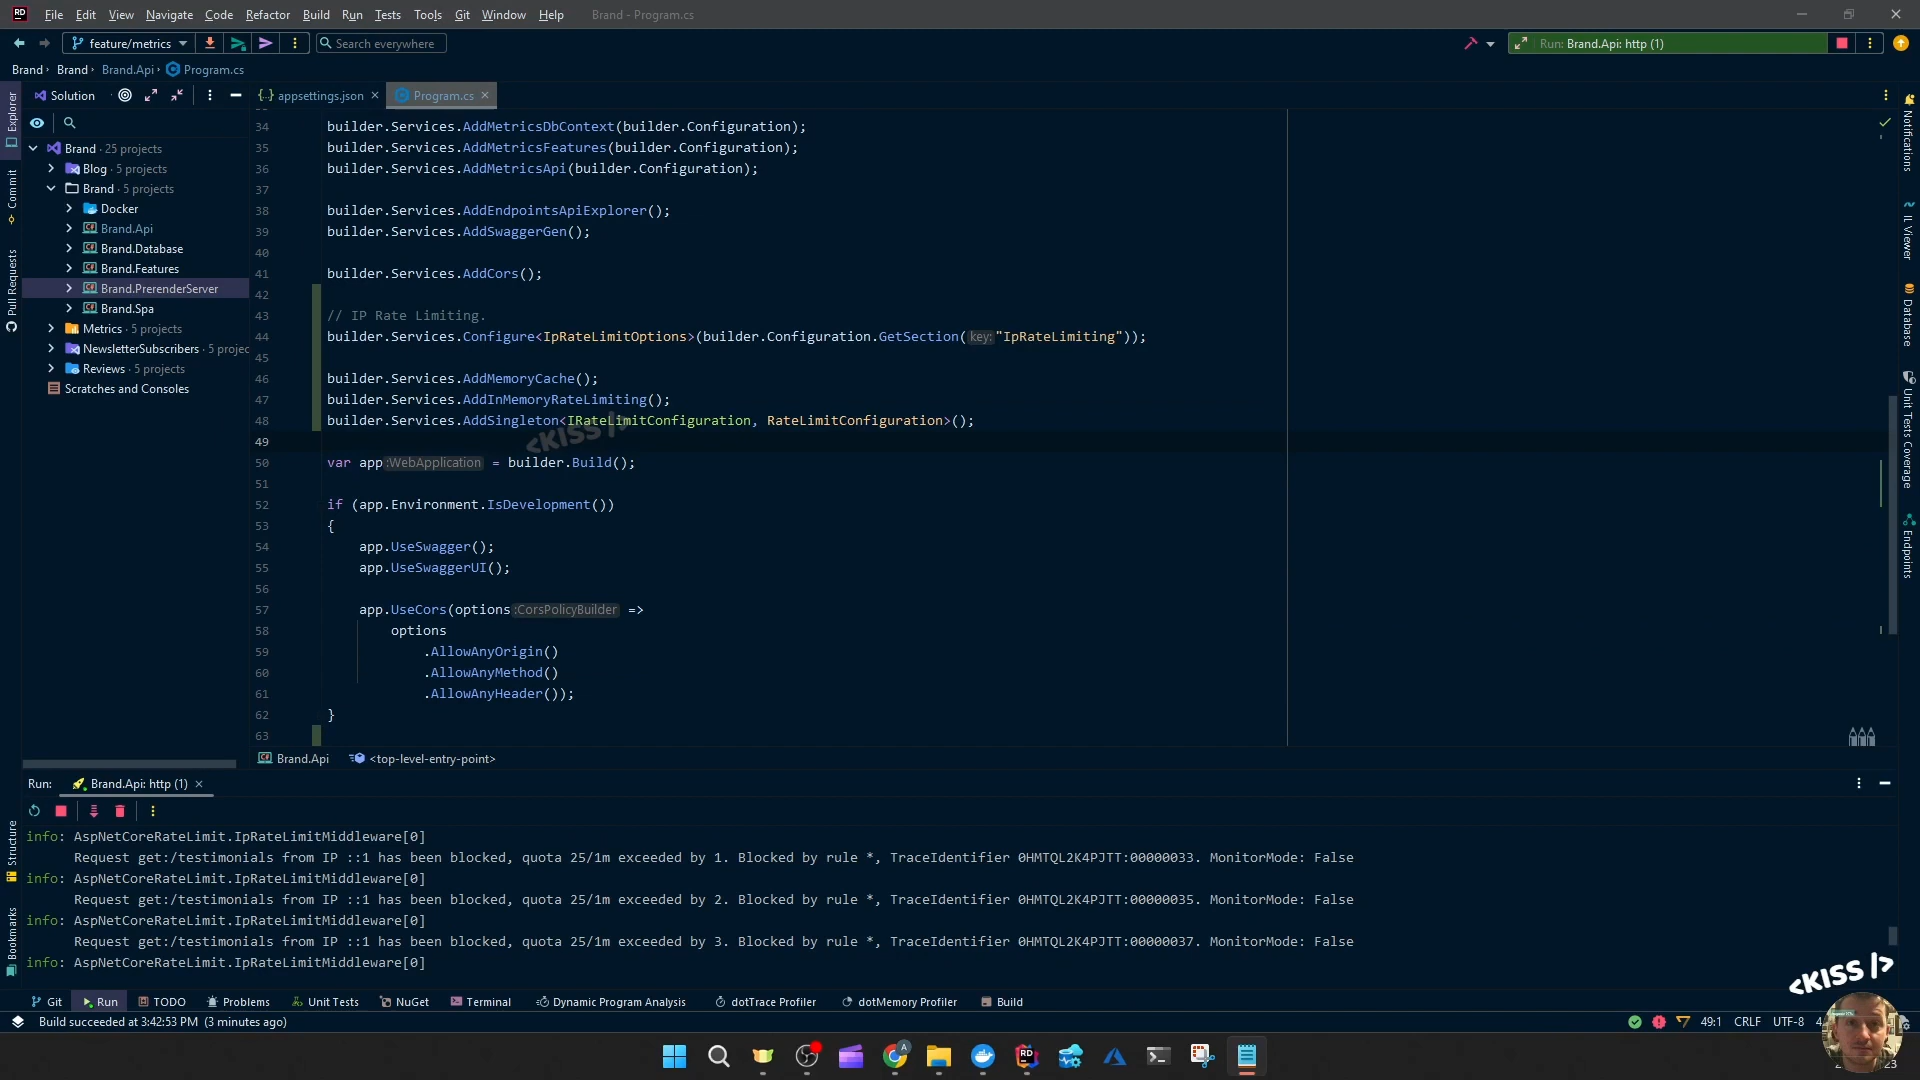 File Edit View Navigate Code Refactor Build Run Tests Tools Git Window Help Brand - Program.cs
feature/metrics Search everywhere Run: Brand.Api: http (1)
Brand › Brand › Brand.Api › Program.cs
Solution
appsettings.json Program.cs
Brand · 25 projects
Blog · 5 projects
Brand · 5 projects
Docker
Brand.Api
Brand.Database
Brand.Features
Brand.PrerenderServer
Brand.Spa
Metrics · 5 projects
NewsletterSubscribers · 5 projec
Reviews · 5 projects
Scratches and Consoles
34 builder.Services.AddMetricsDbContext(builder.Configuration);
35 builder.Services.AddMetricsFeatures(builder.Configuration);
36 builder.Services.AddMetricsApi(builder.Configuration);
37
38 builder.Services.AddEndpointsApiExplorer();
39 builder.Services.AddSwaggerGen();
40
41 builder.Services.AddCors();
42
43 // IP Rate Limiting.
44 builder.Services.Configure<IpRateLimitOptions>(builder.Configuration.GetSection( key: "IpRateLimiting"));
45
46 builder.Services.AddMemoryCache();
47 builder.Services.AddInMemoryRateLimiting();
48 builder.Services.AddSingleton<IRateLimitConfiguration, RateLimitConfiguration>();
<KISS />
49
50 var app :WebApplication = builder.Build();
51
52 if (app.Environment.IsDevelopment())
53 {
54 app.UseSwagger();
55 app.UseSwaggerUI();
56
57 app.UseCors(options :CorsPolicyBuilder =>
58 options
59 .AllowAnyOrigin()
60 .AllowAnyMethod()
61 .AllowAnyHeader());
62 }
63
Brand.Api <top-level-entry-point>
Explorer
Commit
Pull Requests
Structure
Bookmarks
Notifications
IL Viewer
Database
Unit Tests Coverage
Endpoints
Run: Brand.Api: http (1)
info: AspNetCoreRateLimit.IpRateLimitMiddleware[0]
Request get:/testimonials from IP ::1 has been blocked, quota 25/1m exceeded by 1. Blocked by rule *, TraceIdentifier 0HMTQL2K4PJTT:00000033. MonitorMode: False
info: AspNetCoreRateLimit.IpRateLimitMiddleware[0]
Request get:/testimonials from IP ::1 has been blocked, quota 25/1m exceeded by 2. Blocked by rule *, TraceIdentifier 0HMTQL2K4PJTT:00000035. MonitorMode: False
info: AspNetCoreRateLimit.IpRateLimitMiddleware[0]
Request get:/testimonials from IP ::1 has been blocked, quota 25/1m exceeded by 3. Blocked by rule *, TraceIdentifier 0HMTQL2K4PJTT:00000037. MonitorMode: False
info: AspNetCoreRateLimit.IpRateLimitMiddleware[0]
<KISS />
Git Run TODO Problems Unit Tests NuGet Terminal Dynamic Program Analysis dotTrace Profiler dotMemory Profiler Build
Build succeeded at 3:42:53 PM (3 minutes ago) 49:1 CRLF UTF-8